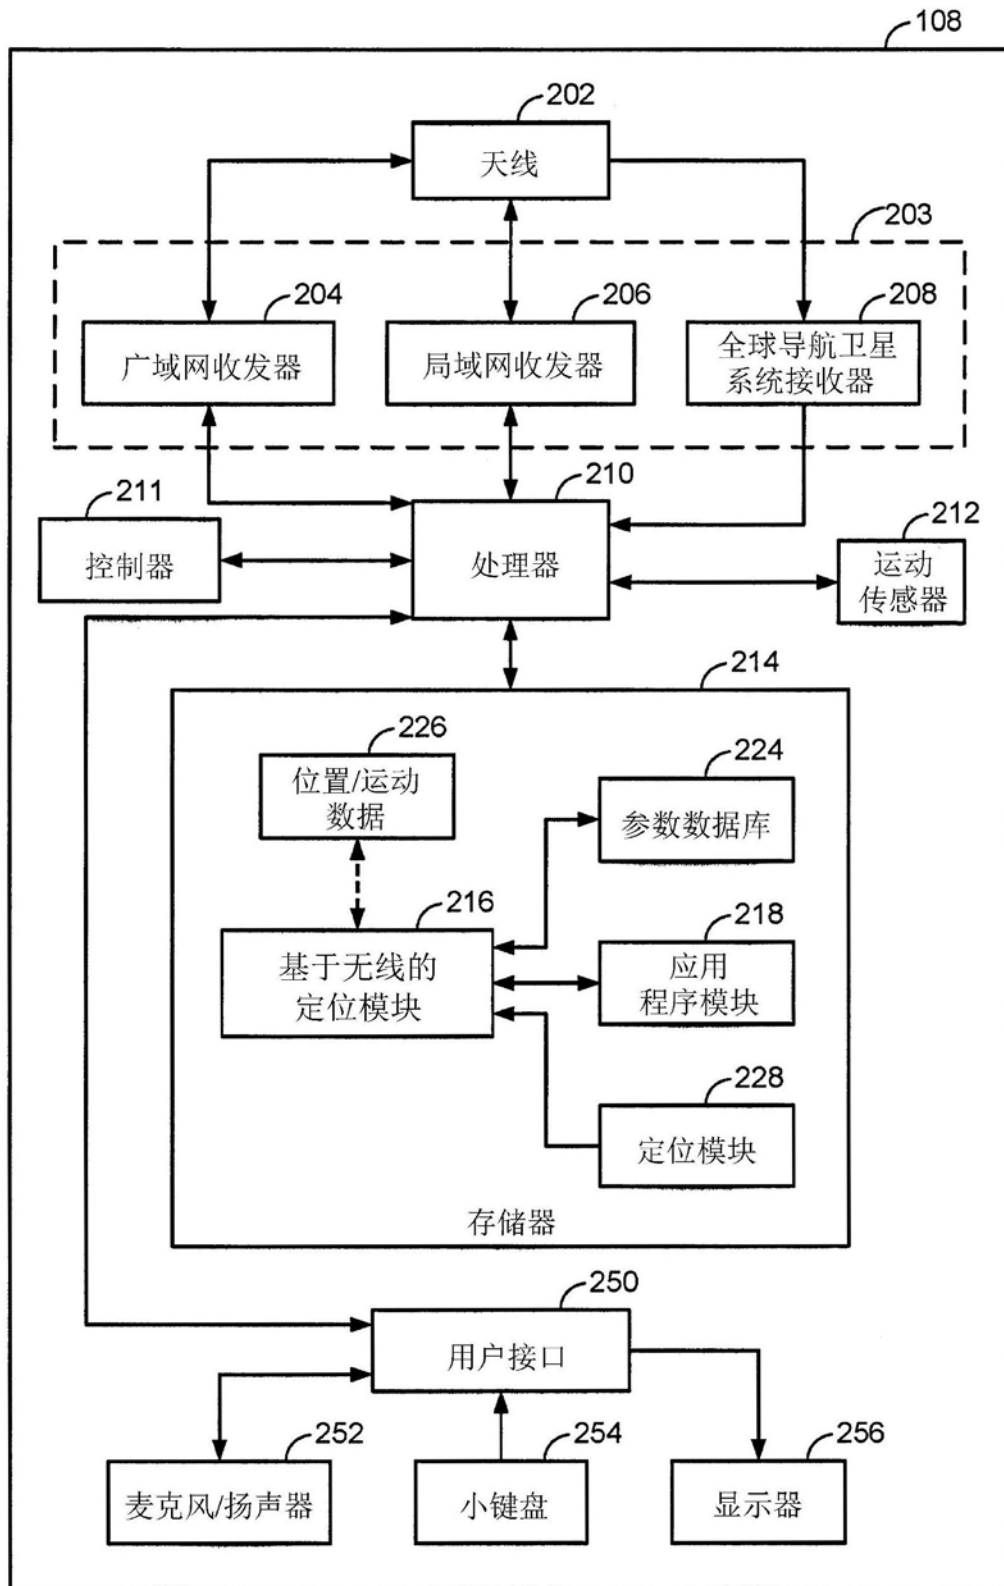 108
202
天线
203
204
206
208
广域网收发器
局域网收发器
全球导航卫星
系统接收器
211
210
212
控制器
处理器
运动
传感器
214
226
位置/运动
数据
224
参数数据库
216
基于无线的
定位模块
218
应用
程序模块
228
定位模块
存储器
250
用户接口
252
254
256
麦克风/扬声器
小键盘
显示器